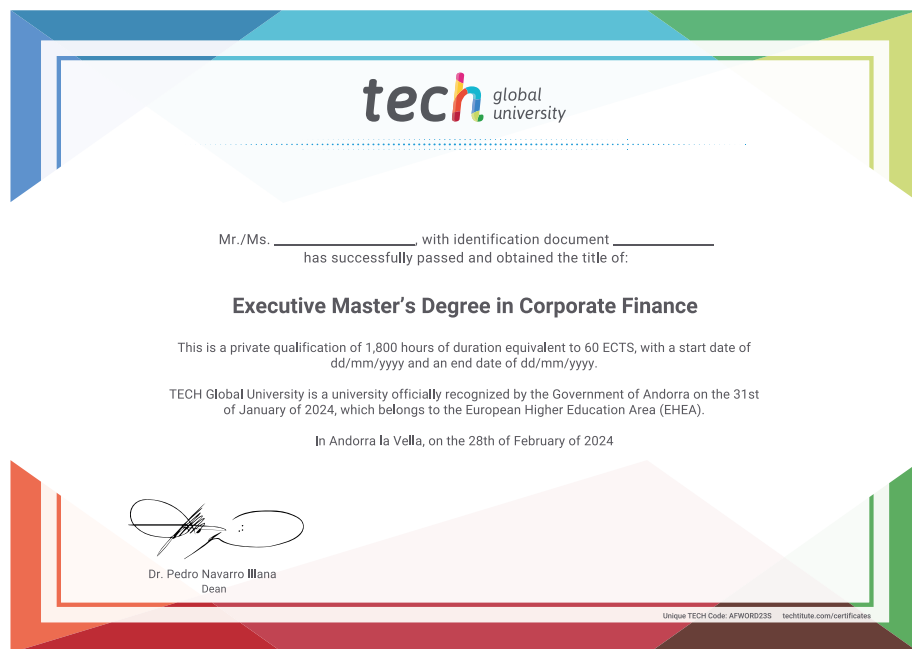 tech global university
Mr./Ms. ____________________, with identification document ______________
has successfully passed and obtained the title of:
Executive Master's Degree in Corporate Finance
This is a private qualification of 1,800 hours of duration equivalent to 60 ECTS, with a start date of
dd/mm/yyyy and an end date of dd/mm/yyyy.
TECH Global University is a university officially recognized by the Government of Andorra on the 31st
of January of 2024, which belongs to the European Higher Education Area (EHEA).
In Andorra la Vella, on the 28th of February of 2024
Dr. Pedro Navarro Illana
Dean
Unique TECH Code: AFWORD23S techtitute.com/certificates